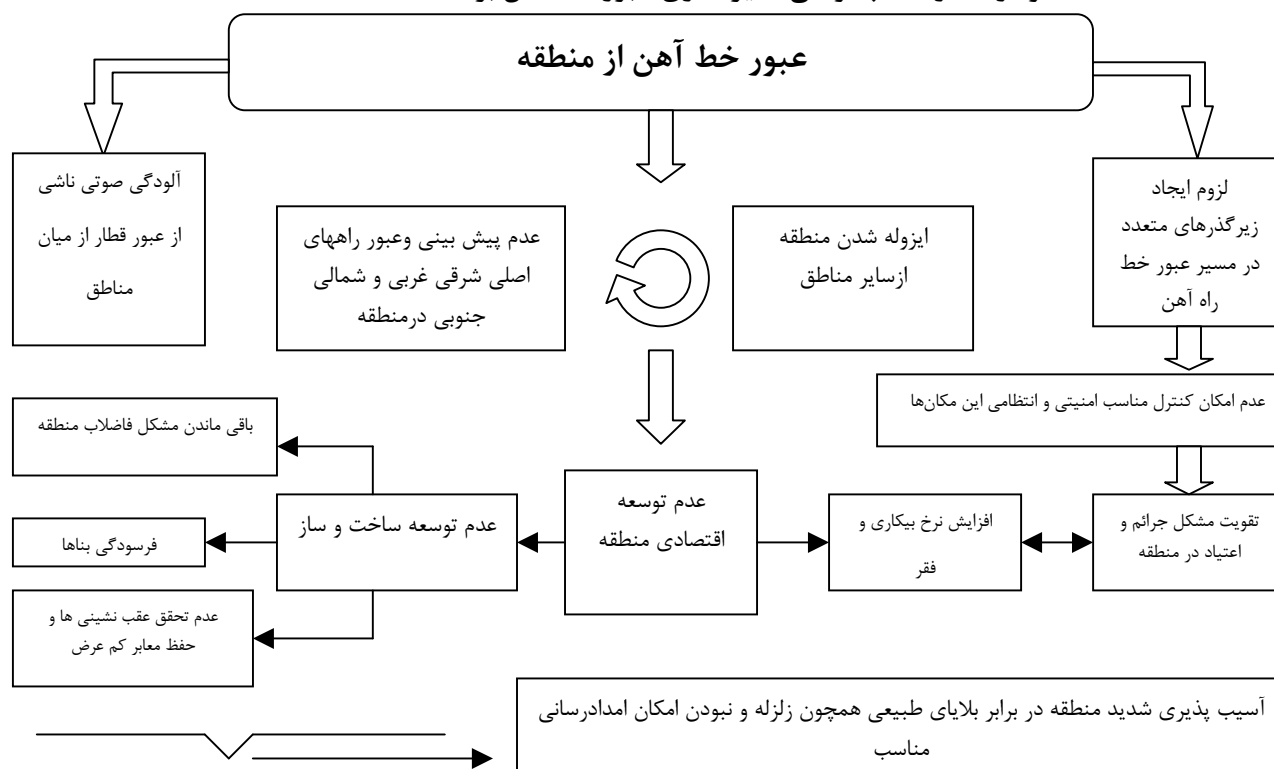 عبور خط آهن از منطقه
لزوم ایجاد
زیرگذرهای متعدد
در مسیر عبور خط
راه آهن
ایزوله شدن منطقه
ازسایر مناطق
عدم پیش بینی وعبور راههای
اصلی شرقی غربی و شمالی
جنوبی درمنطقه
آلودگی صوتی ناشی
از عبور قطار از میان
مناطق
عدم امکان کنترل مناسب امنیتی و انتظامی این مکان‌ها
تقویت مشکل جرائم و
اعتیاد در منطقه
افزایش نرخ بیکاری و
فقر
عدم توسعه
اقتصادی منطقه
عدم توسعه ساخت و ساز
باقی ماندن مشکل فاضلاب منطقه
فرسودگی بناها
عدم تحقق عقب نشینی ها و
حفظ معابر کم عرض
آسیب پذیری شدید منطقه در برابر بلایای طبیعی همچون زلزله و نبودن امکان امدادرسانی
مناسب